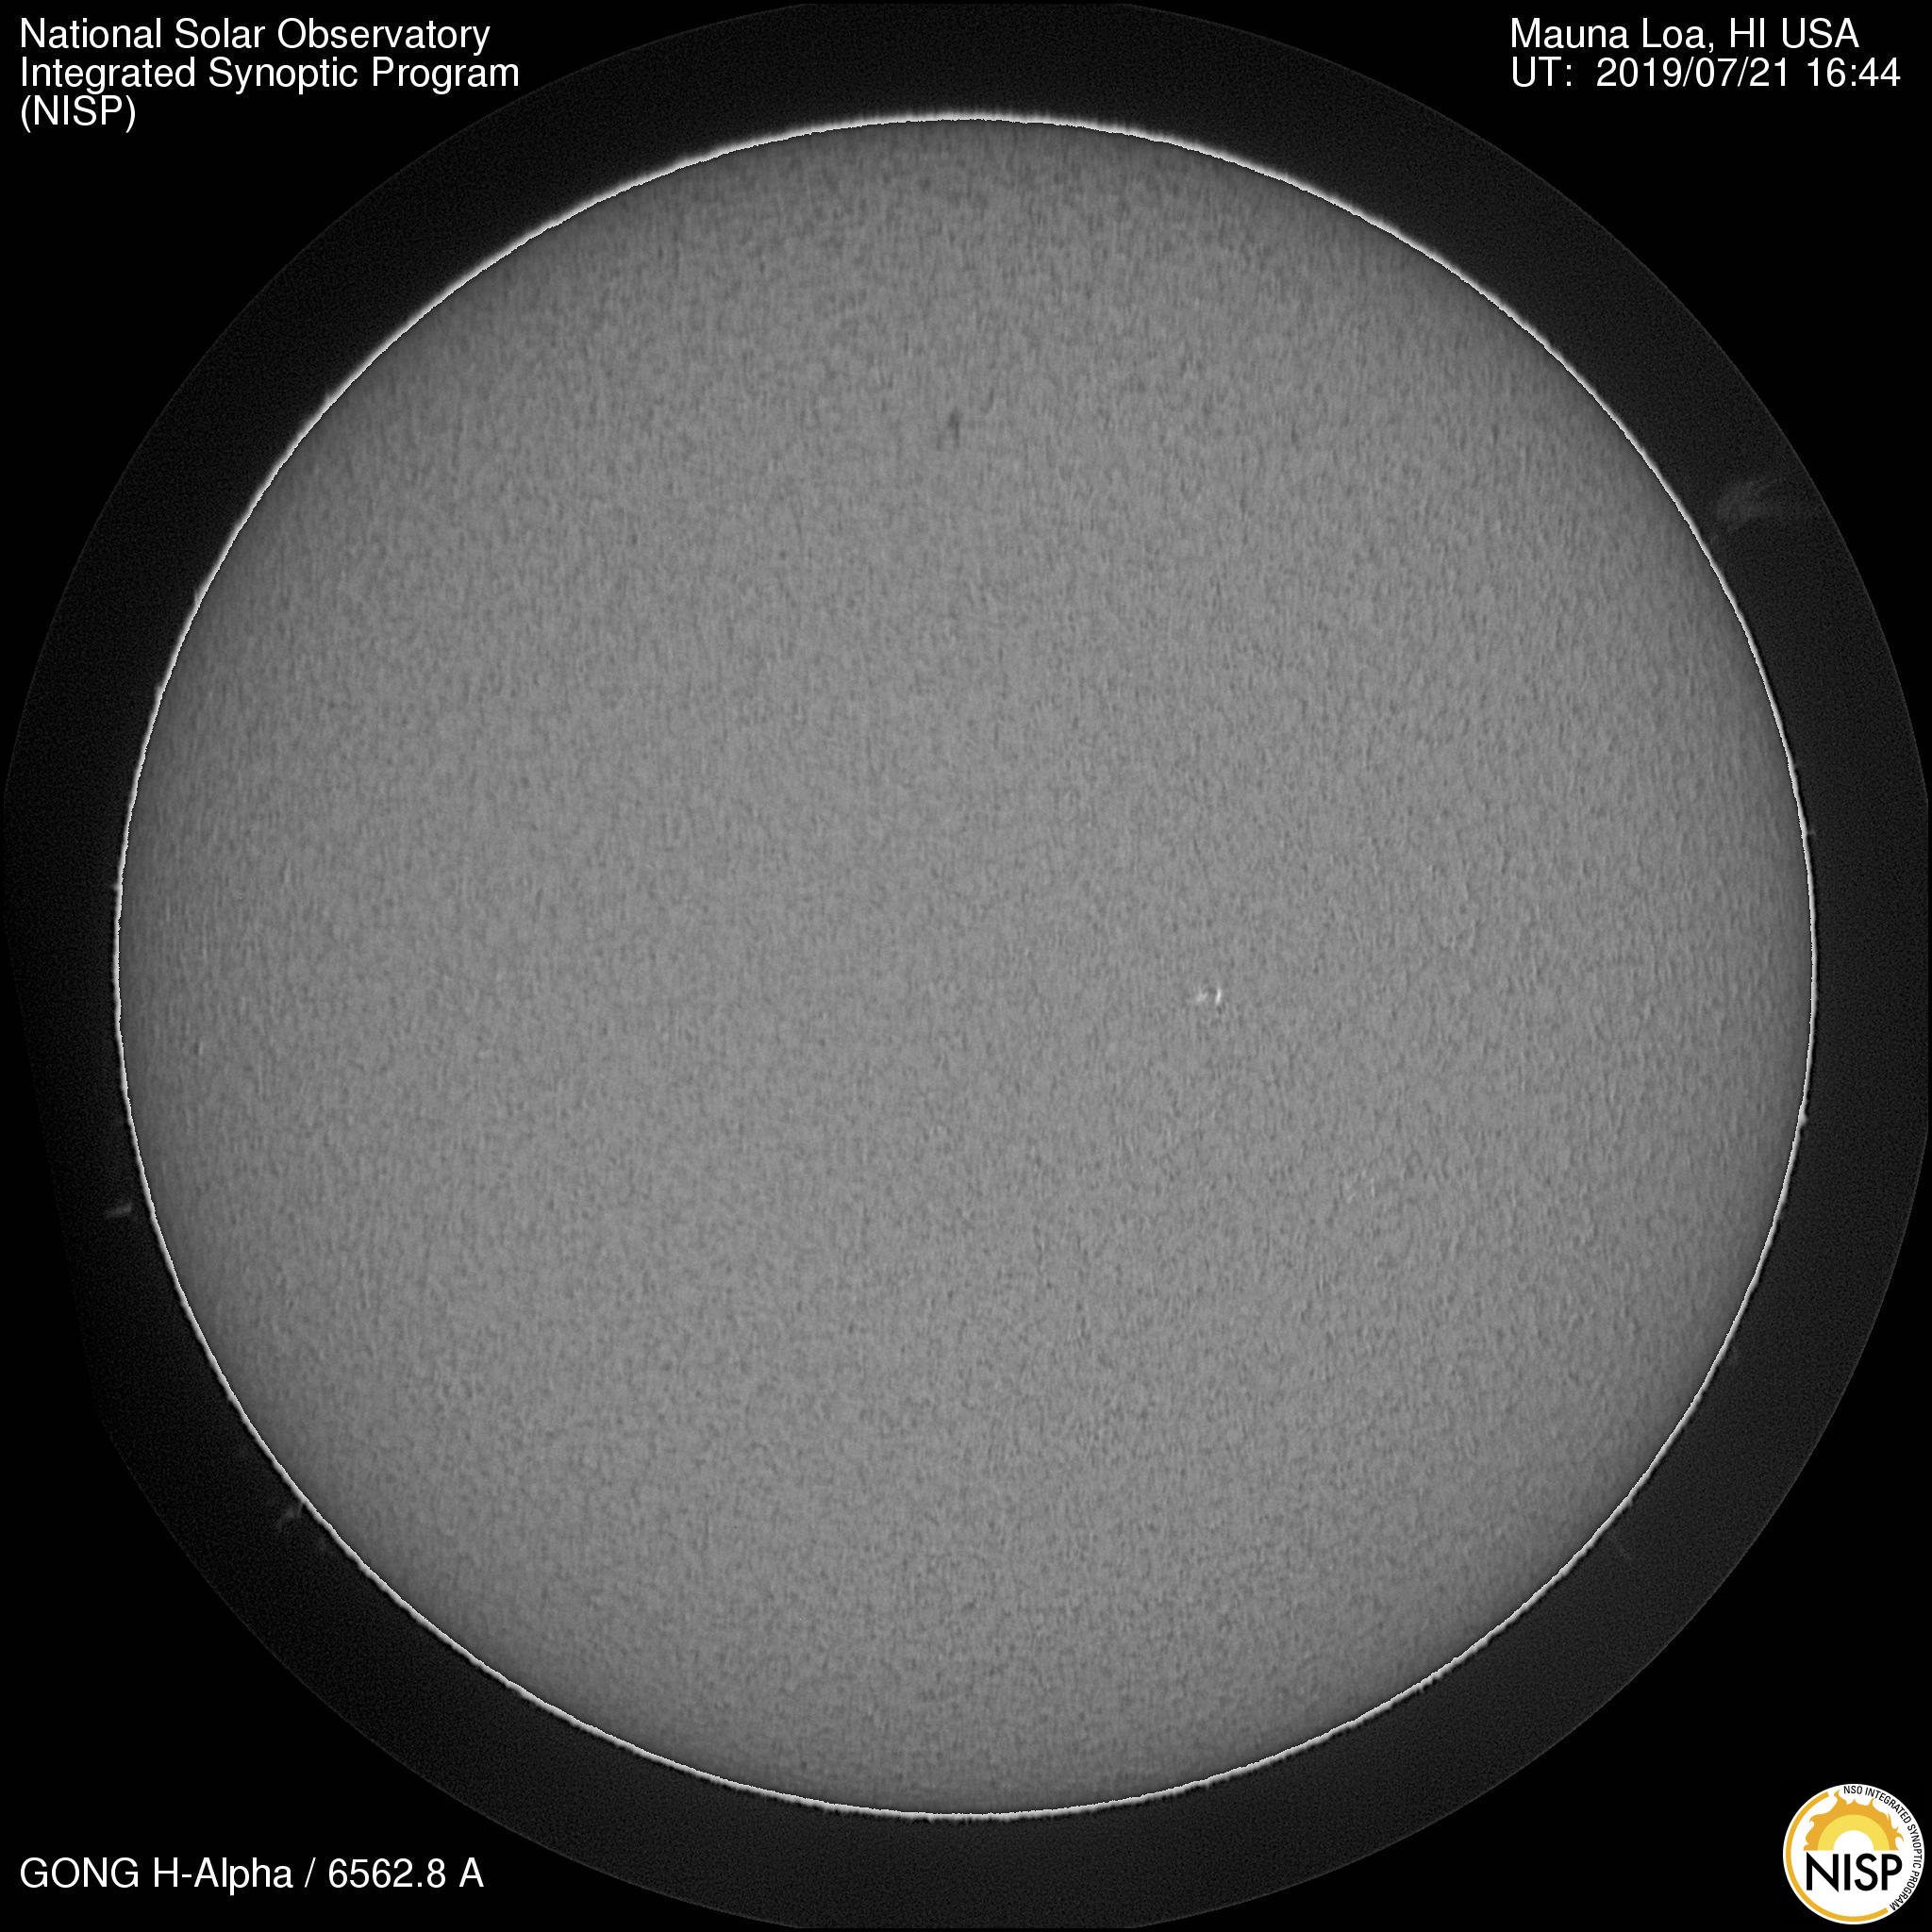 National Solar Observatory
Integrated Synoptic Program
(NISP)
Mauna Loa, HI USA
UT: 2019/07/21 16:44
GONG H-Alpha / 6562.8 A
NSO INTEGRATED SYNOPTIC PROGRAM
NISP